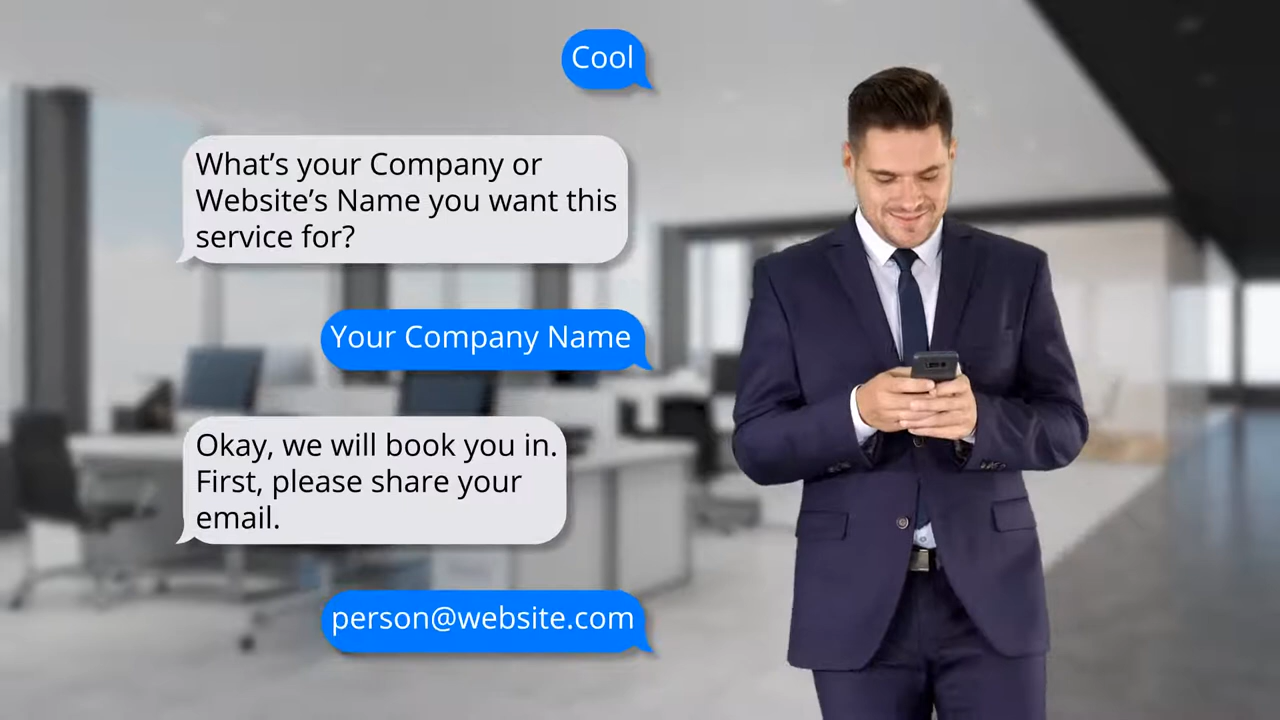 Cool
What's your Company or
Website's Name you want this
service for?
Your Company Name
Okay, we will book you in.
First, please share your
email.
person@website.com